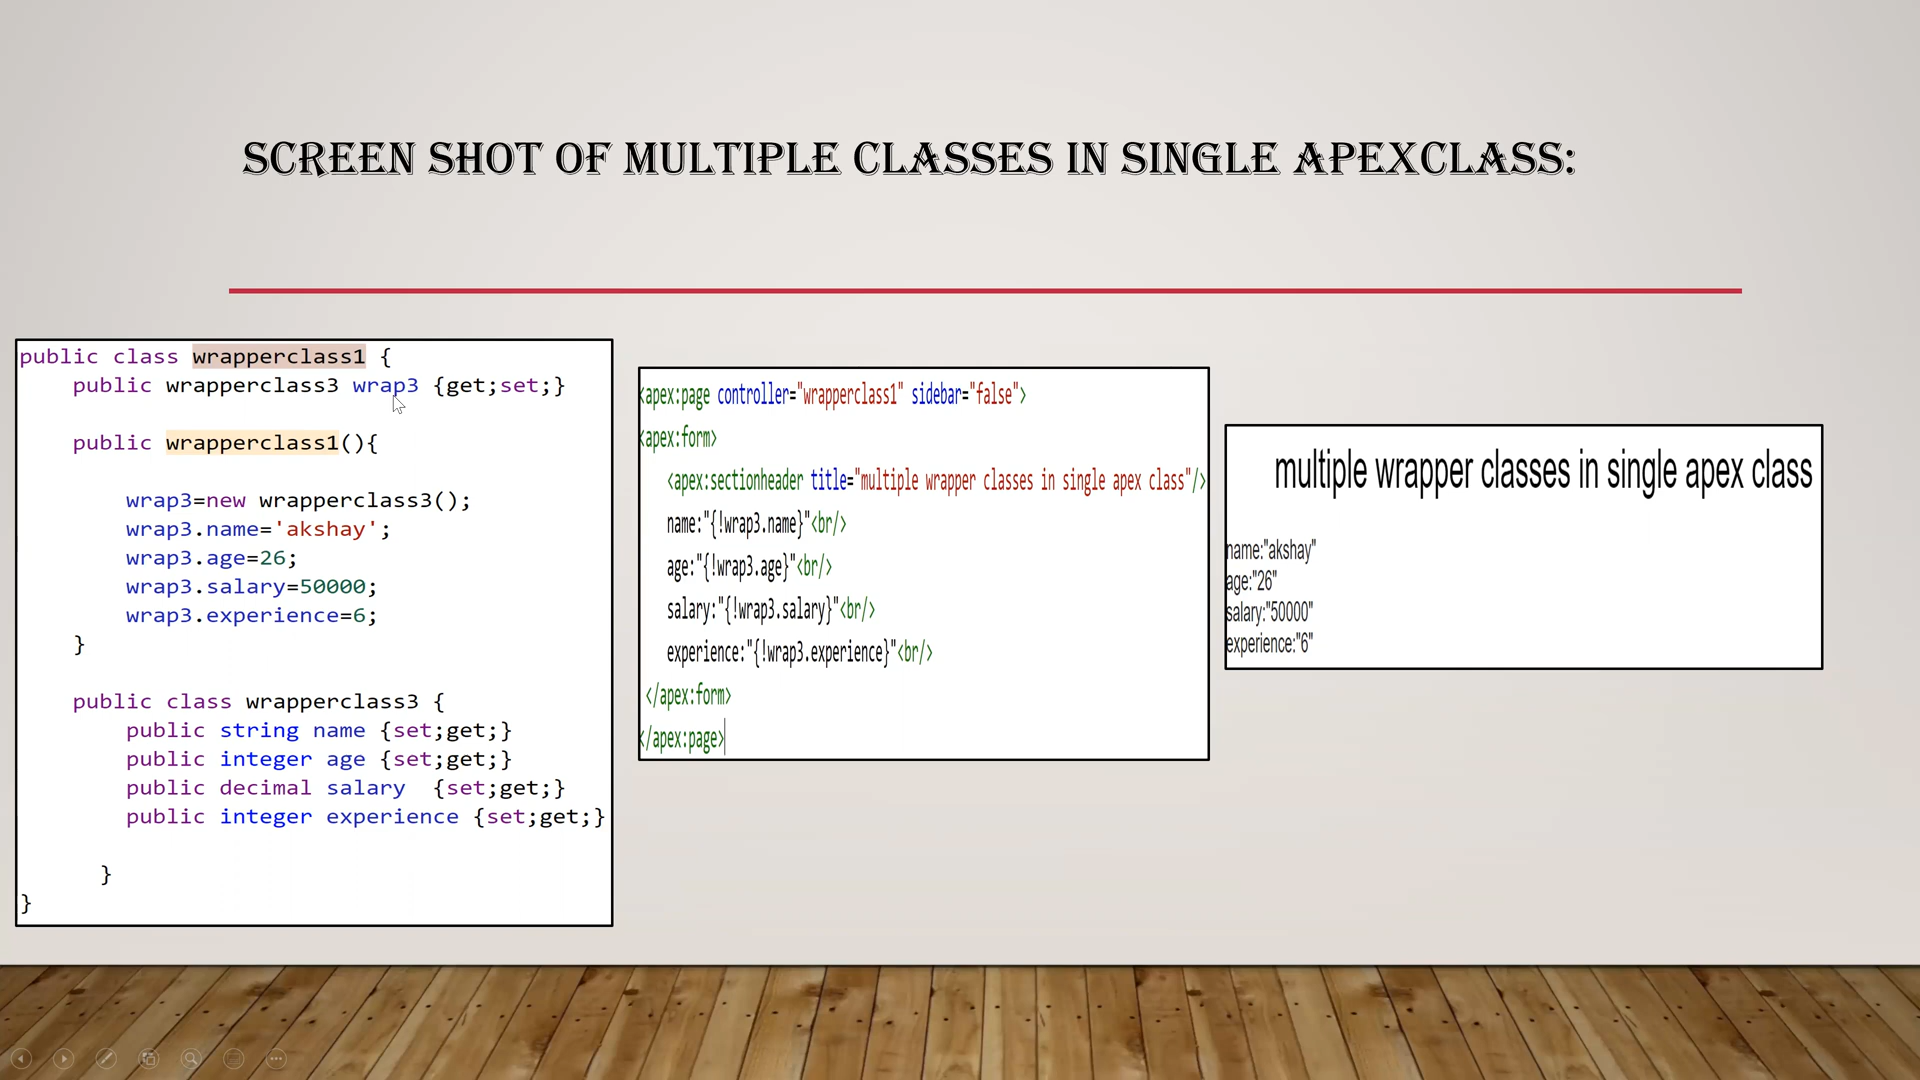 SCREEN SHOT OF MULTIPLE CLASSES IN SINGLE APEXCLASS:
public class wrapperclass1 {
public wrapperclass3 wrap3 {get;set;}
public wrapperclass1(){
wrap3=new wrapperclass3();
wrap3.name='akshay';
wrap3.age=26;
wrap3.salary=50000;
wrap3.experience=6;
}
public class wrapperclass3 {
public string name {set;get;}
public integer age {set;get;}
public decimal salary  {set;get;}
public integer experience {set;get;}
}
}
<apex:page controller="wrapperclass1" sidebar="false">
<apex:form>
<apex:sectionheader title="multiple wrapper classes in single apex class"/>
name:"{!wrap3.name}"<br/>
age:"{!wrap3.age}"<br/>
salary:"{!wrap3.salary}"<br/>
experience:"{!wrap3.experience}"<br/>
</apex:form>
</apex:page>
multiple wrapper classes in single apex class
name:"akshay"
age:"26"
salary:"50000"
experience:"6"